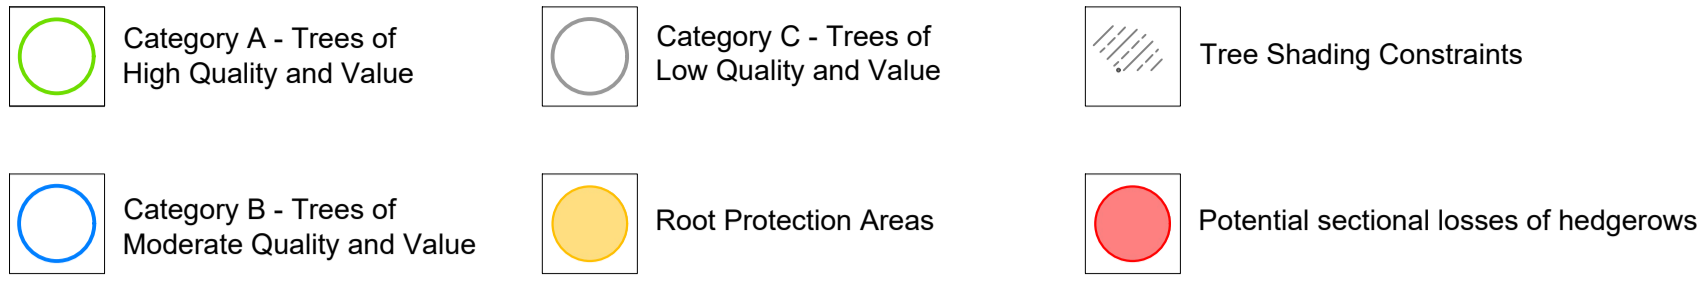 Category A - Trees of
High Quality and Value
Category C - Trees of
Low Quality and Value
Tree Shading Constraints
Category B - Trees of
Moderate Quality and Value
Root Protection Areas
Potential sectional losses of hedgerows